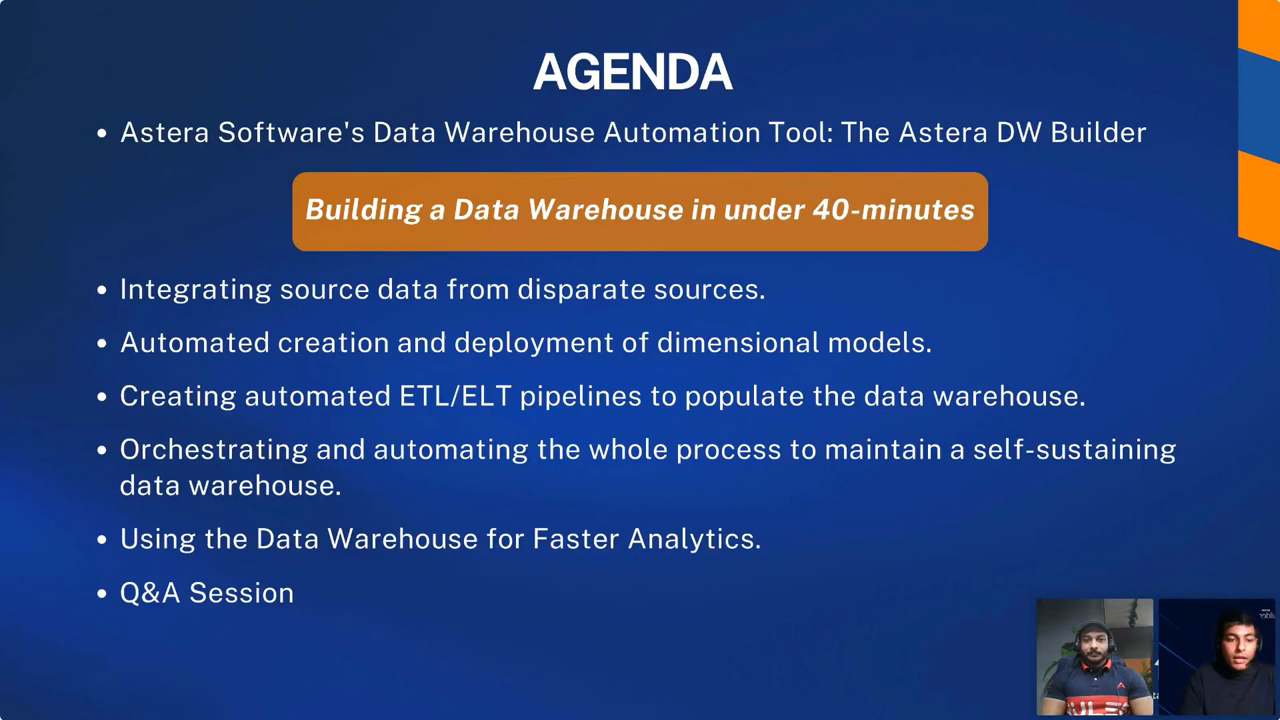 AGENDA
• Astera Software's Data Warehouse Automation Tool: The Astera DW Builder
Building a Data Warehouse in under 40-minutes
• Integrating source data from disparate sources.
• Automated creation and deployment of dimensional models.
• Creating automated ETL/ELT pipelines to populate the data warehouse.
• Orchestrating and automating the whole process to maintain a self-sustaining
data warehouse.
• Using the Data Warehouse for Faster Analytics.
• Q&A Session